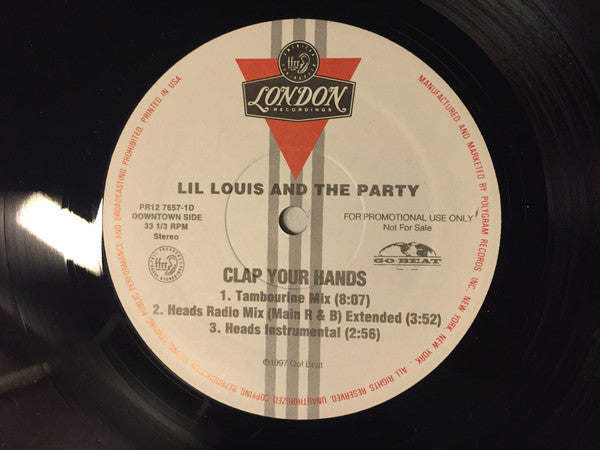 ffrr
LONDON
RECORDINGS
LIL LOUIS AND THE PARTY
PR12 7657-1D
DOWNTOWN SIDE
33 1/3 RPM
Stereo
FOR PROMOTIONAL USE ONLY
Not For Sale
ffrr
GO BEAT
CLAP YOUR HANDS
1. Tambourine Mix (8:07)
2. Heads Radio Mix (Main R & B) Extended (3:52)
3. Heads Instrumental (2:56)
℗1997 Go! Beat
MANUFACTURED AND MARKETED BY POLYGRAM RECORDS, INC., NEW YORK, NEW YORK. ALL RIGHTS RESERVED. UNAUTHORIZED COPYING, REPRODUCTION, HIRING, LENDING, PUBLIC PERFORMANCE AND BROADCASTING PROHIBITED. PRINTED IN USA